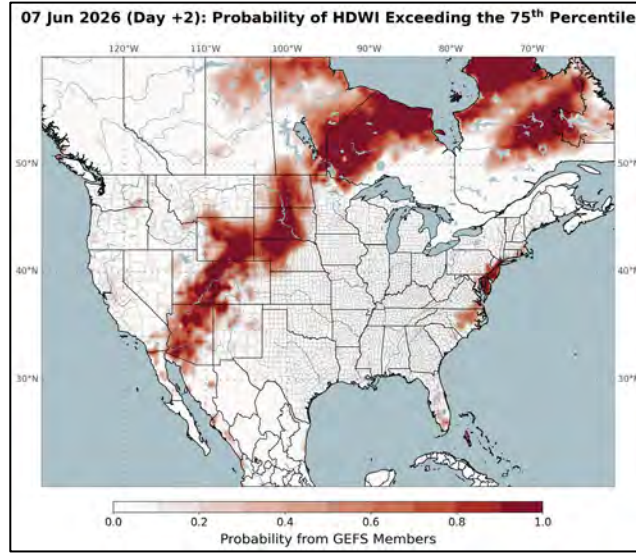 07 Jun 2026 (Day +2): Probability of HDWI Exceeding the 75th Percentile
120°W 110°W 100°W 90°W 80°W 70°W
50°N
50°N
40°N
40°N
30°N
30°N
0.0 0.2 0.4 0.6 0.8 1.0
Probability from GEFS Members